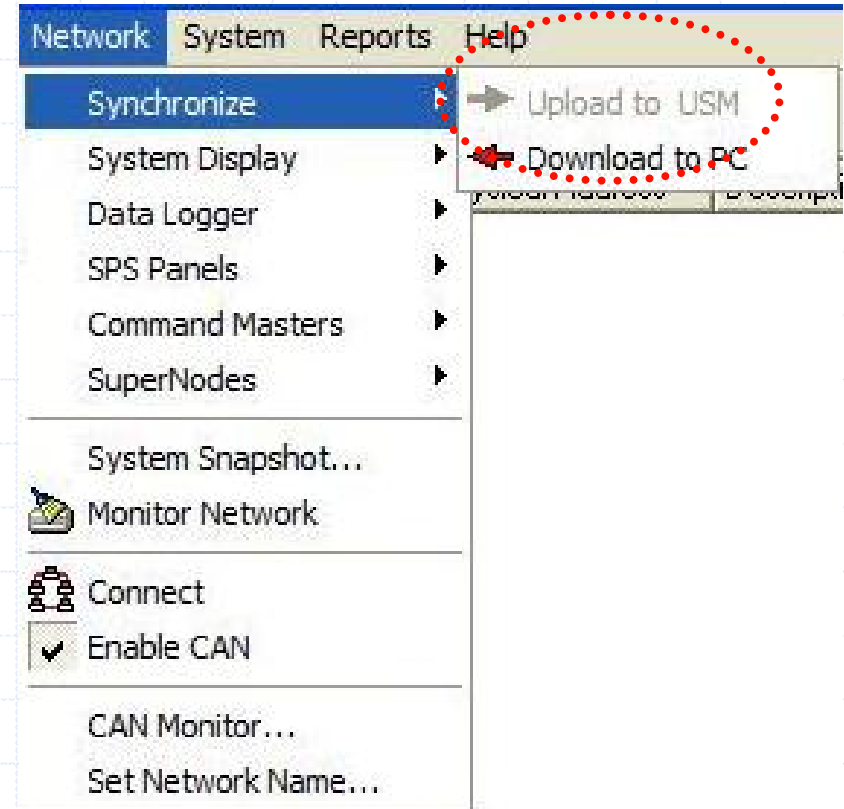 Network System Reports Help
Synchronize
Upload to USM
Download to PC
System Display
Data Logger
SPS Panels
Command Masters
SuperNodes
System Snapshot...
Monitor Network
Connect
Enable CAN
CAN Monitor...
Set Network Name...